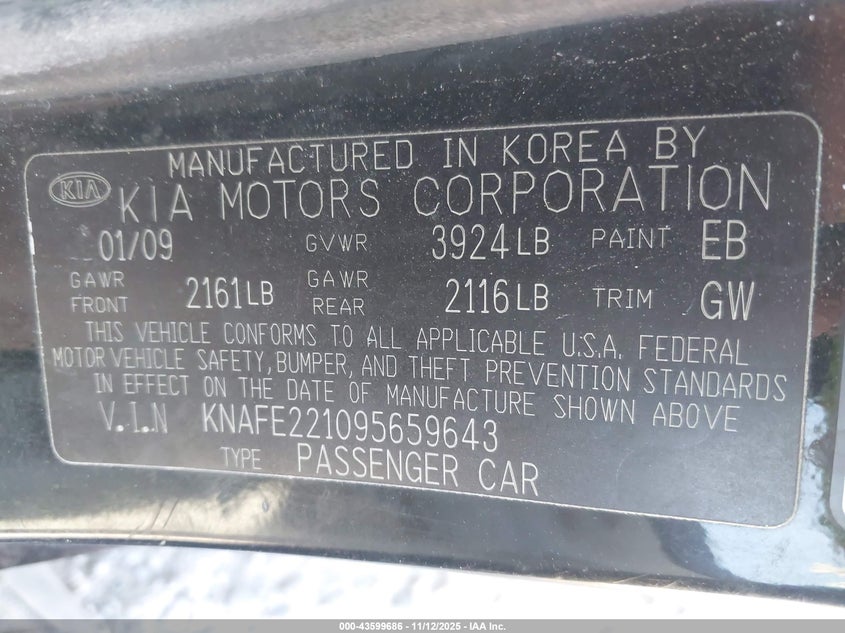 MANUFACTURED IN KOREA BY
KIA KIA MOTORS CORPORATION
01/09 GVWR 3924LB PAINT EB
GAWR FRONT 2161LB GAWR REAR 2116LB TRIM GW
THIS VEHICLE CONFORMS TO ALL APPLICABLE U.S.A. FEDERAL
MOTOR VEHICLE SAFETY, BUMPER, AND THEFT PREVENTION STANDARDS
IN EFFECT ON THE DATE OF MANUFACTURE SHOWN ABOVE
V.I.N KNAFE221095659643
TYPE PASSENGER CAR
000-43599686 - 11/12/2025 - IAA Inc.